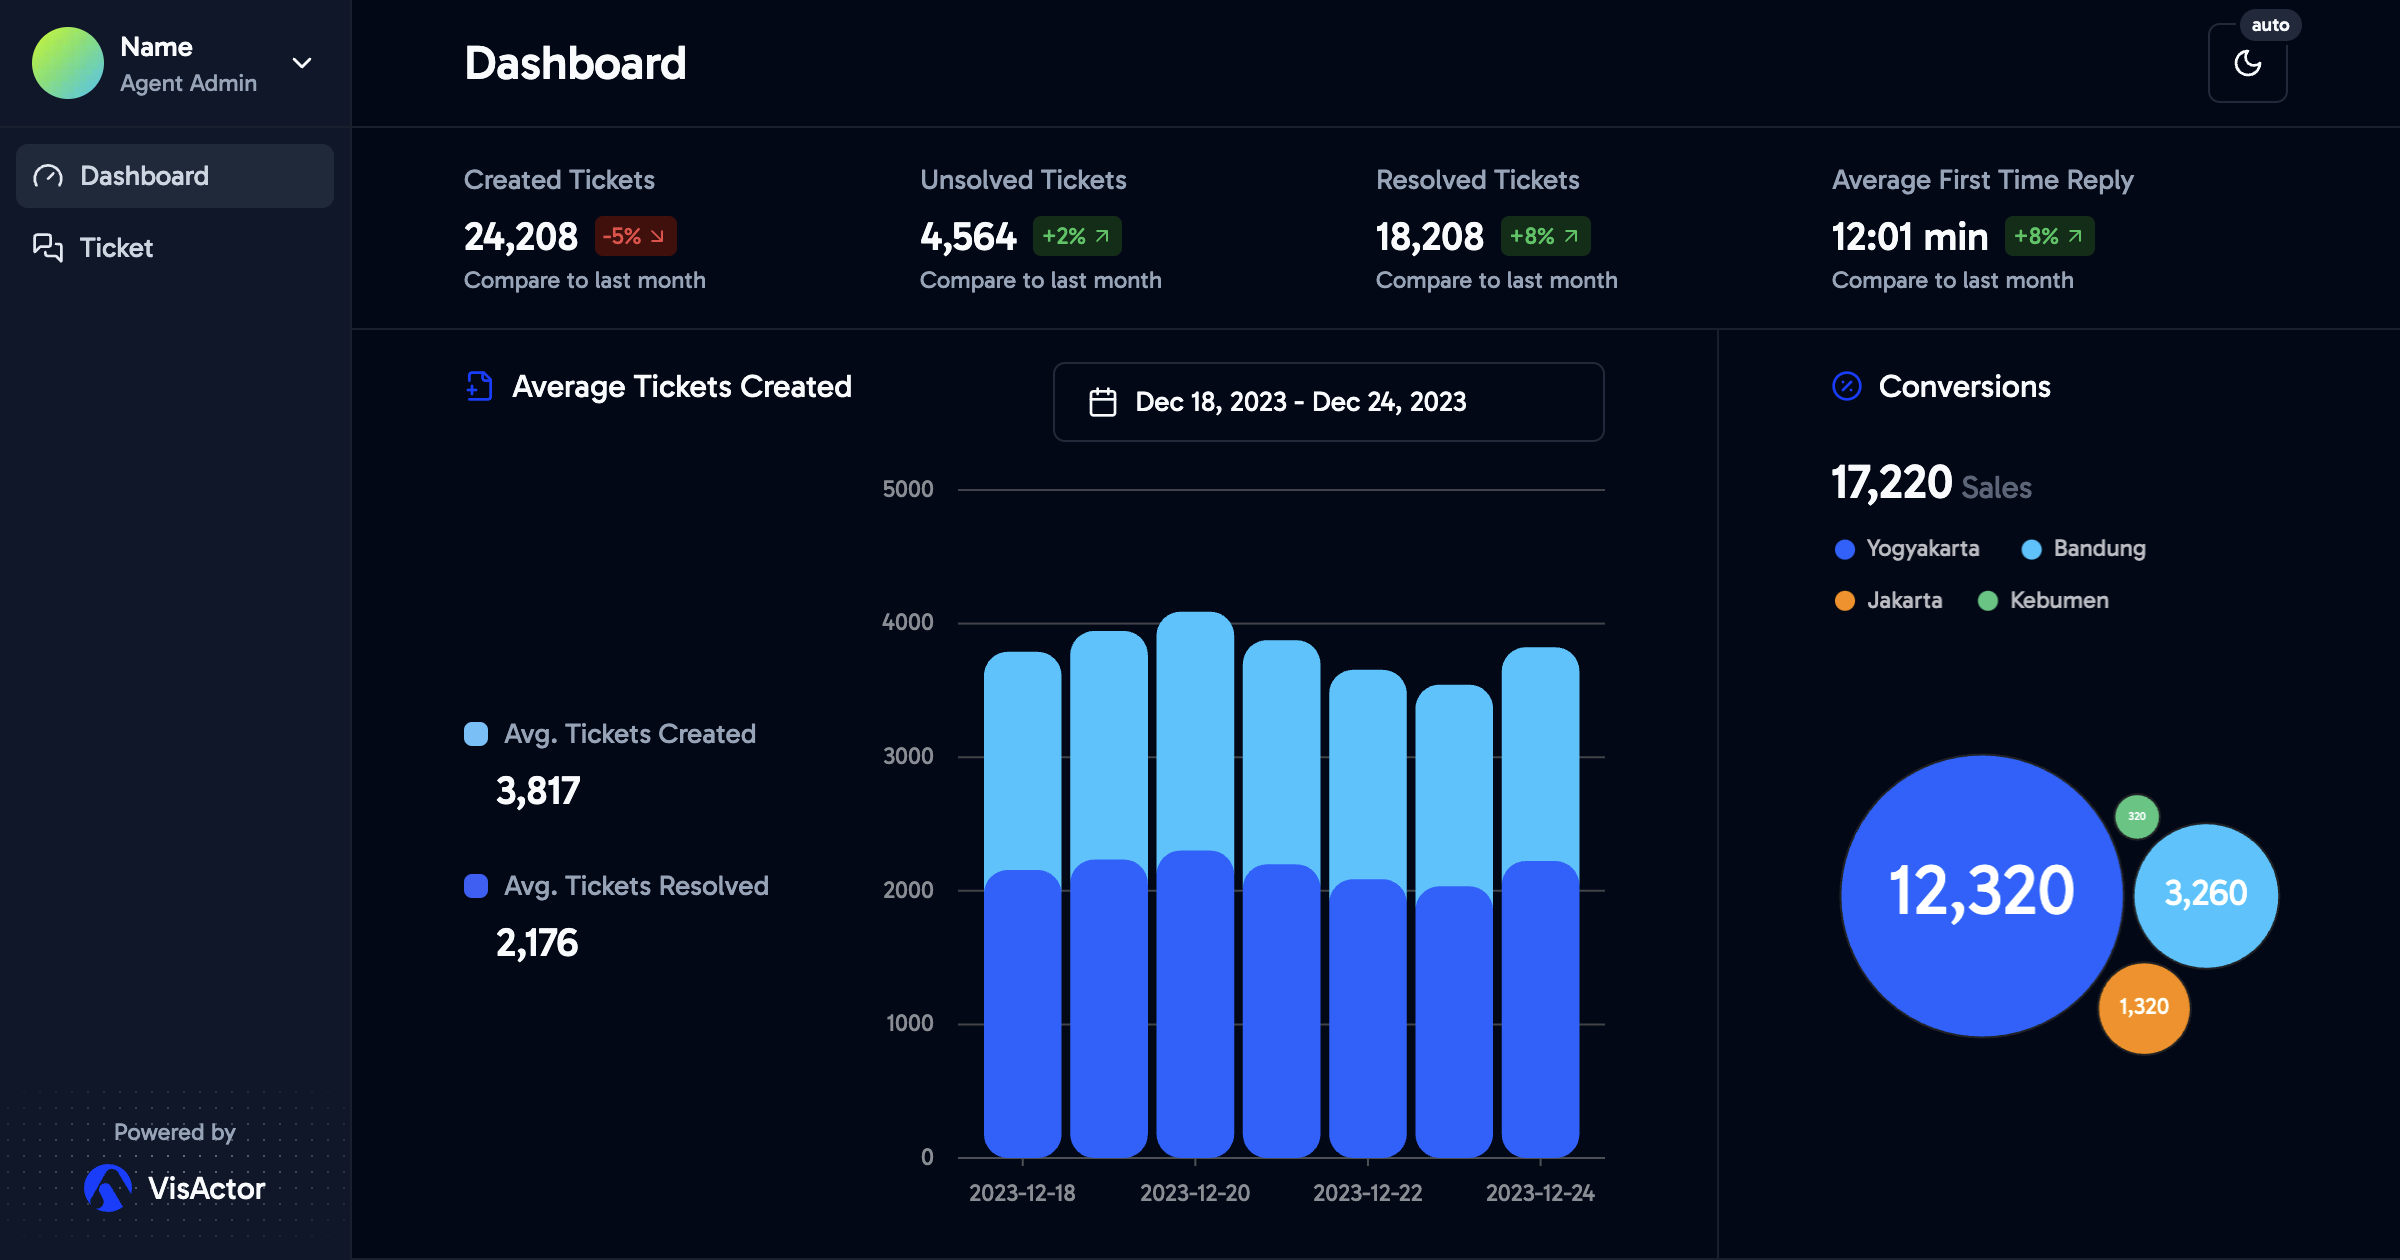 Name
Agent Admin
Dashboard
Ticket
Powered by
VisActor
Dashboard
auto
Created Tickets
24,208 -5%
Compare to last month
Unsolved Tickets
4,564 +2%
Compare to last month
Resolved Tickets
18,208 +8%
Compare to last month
Average First Time Reply
12:01 min +8%
Compare to last month
Average Tickets Created
Dec 18, 2023 - Dec 24, 2023
Avg. Tickets Created
3,817
Avg. Tickets Resolved
2,176
5000
4000
3000
2000
1000
0
2023-12-18 2023-12-20 2023-12-22 2023-12-24
Conversions
17,220 Sales
Yogyakarta Bandung
Jakarta Kebumen
320
12,320
3,260
1,320